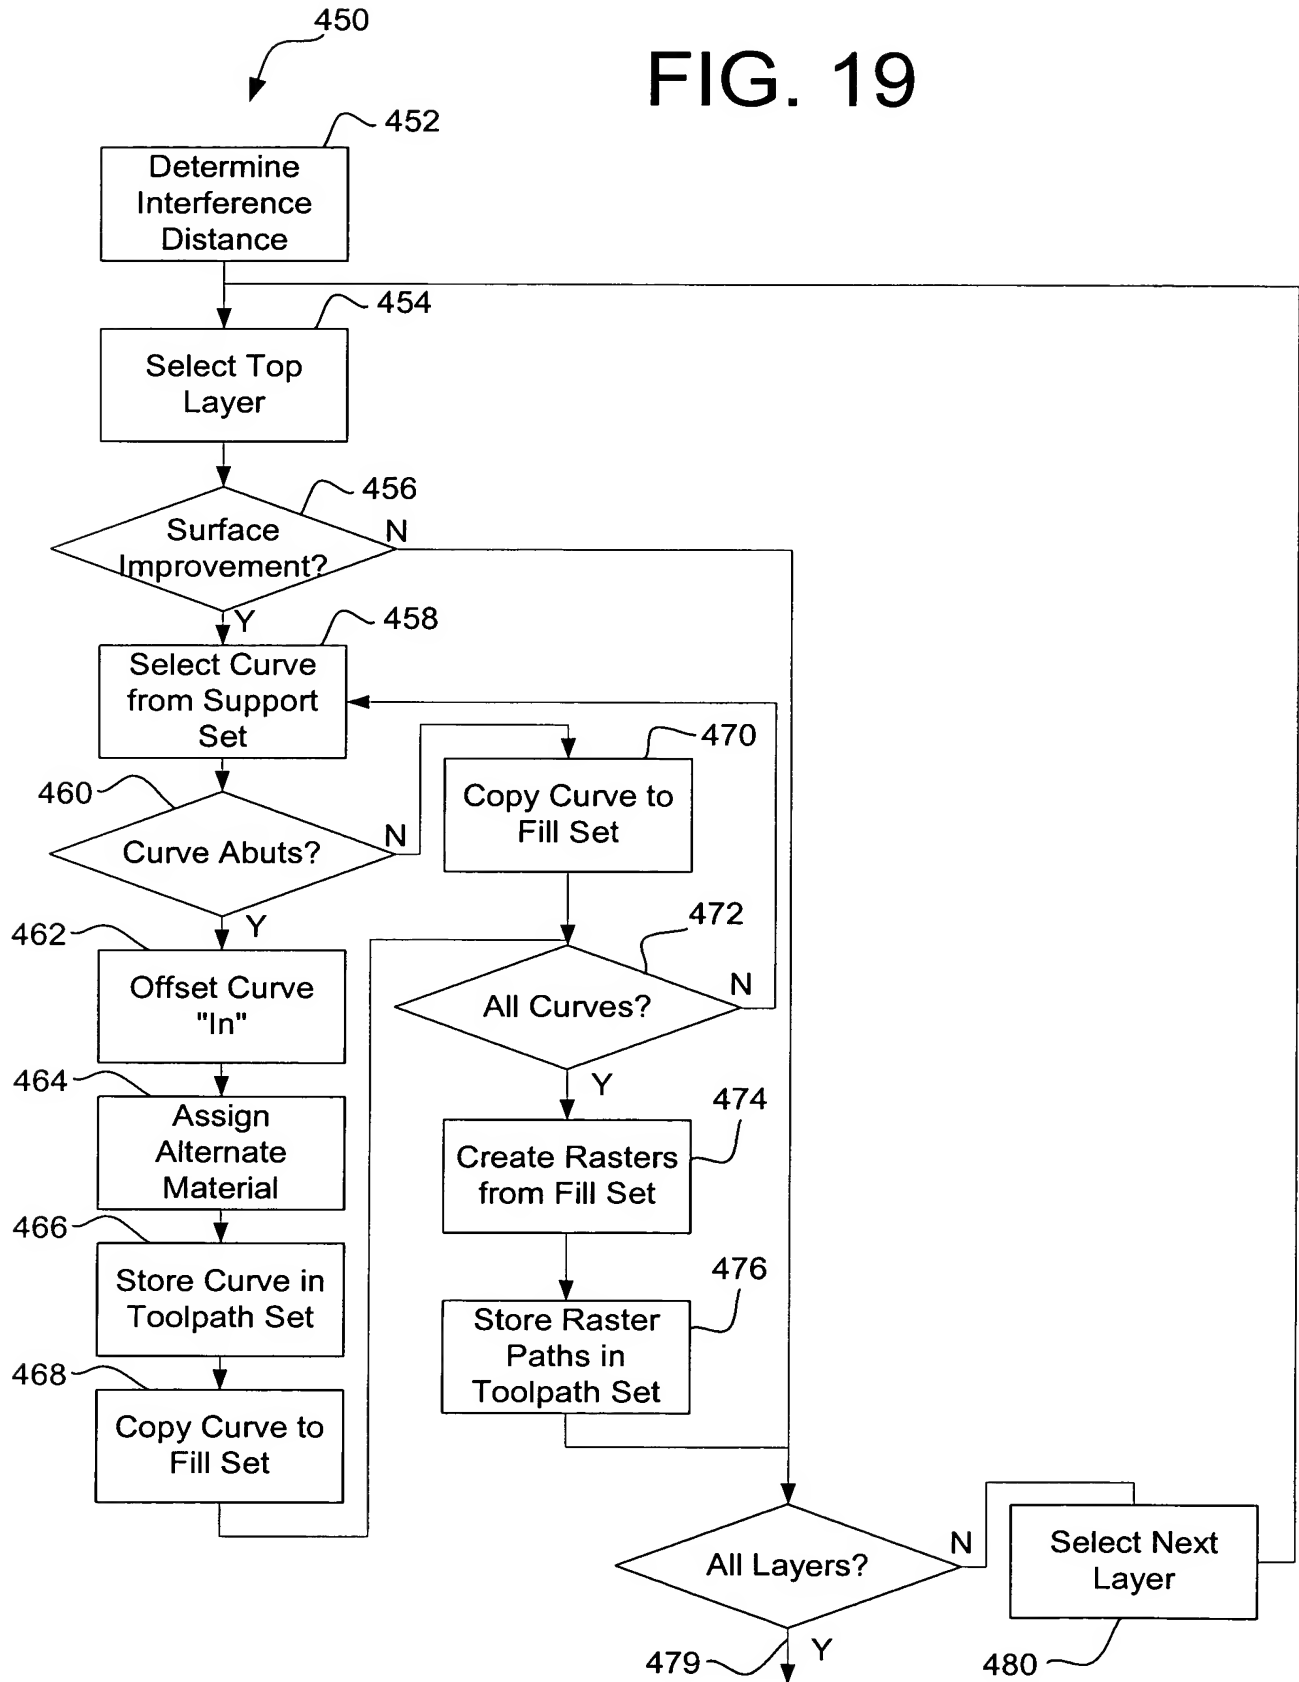 450
FIG. 19
452
Determine
Interference
Distance
454
Select Top
Layer
456
Surface
Improvement?
N
Y
458
Select Curve
from Support
Set
460
Curve Abuts?
N
Y
470
Copy Curve to
Fill Set
462
Offset Curve
"In"
472
All Curves?
N
Y
464
Assign
Alternate
Material
474
Create Rasters
from Fill Set
466
Store Curve in
Toolpath Set
476
Store Raster
Paths in
Toolpath Set
468
Copy Curve to
Fill Set
All Layers?
N
Y
479
Select Next
Layer
480